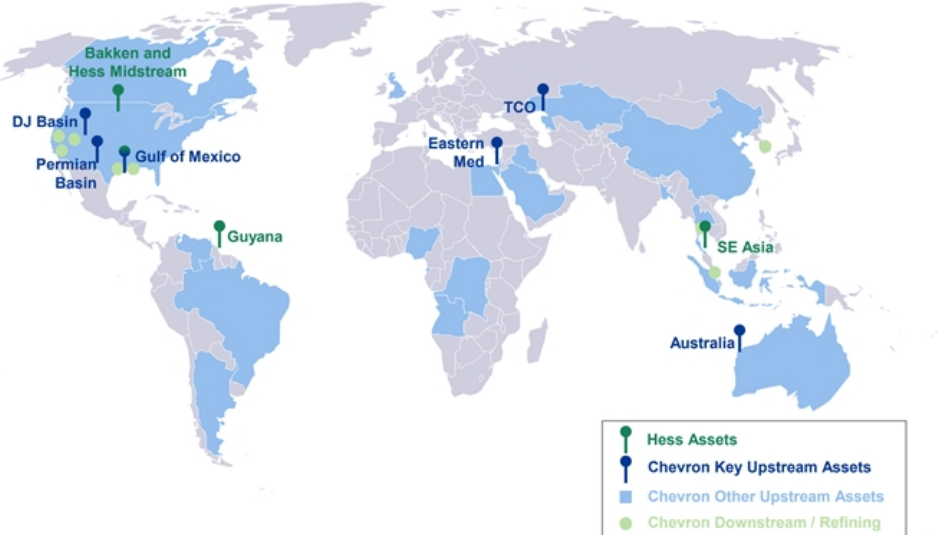 Bakken and
Hess Midstream
DJ Basin
Permian
Basin
Gulf of Mexico
Guyana
TCO
Eastern
Med
SE Asia
Australia
Hess Assets
Chevron Key Upstream Assets
Chevron Other Upstream Assets
Chevron Downstream / Refining